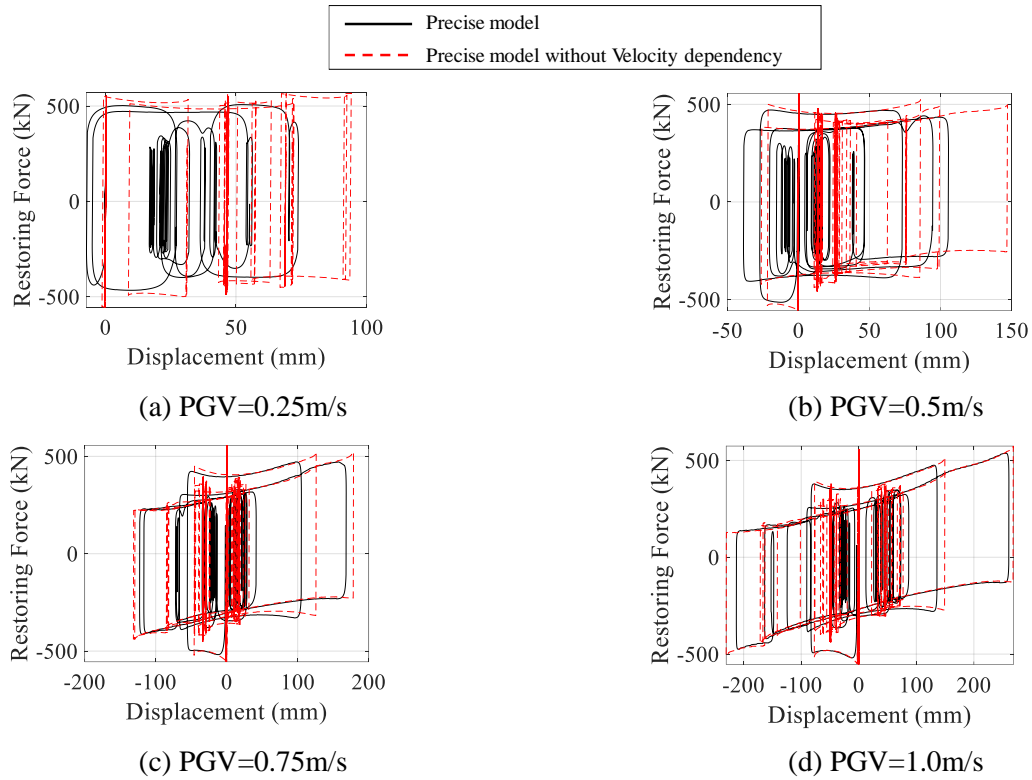 Precise model
Precise model without Velocity dependency
Restoring Force (kN)
500
0
-500
0 50 100
Displacement (mm)
(a) PGV=0.25m/s
Restoring Force (kN)
500
0
-500
-50 0 50 100 150
Displacement (mm)
(b) PGV=0.5m/s
Restoring Force (kN)
500
0
-500
-200 -100 0 100 200
Displacement (mm)
(c) PGV=0.75m/s
Restoring Force (kN)
500
0
-500
-200 -100 0 100 200
Displacement (mm)
(d) PGV=1.0m/s